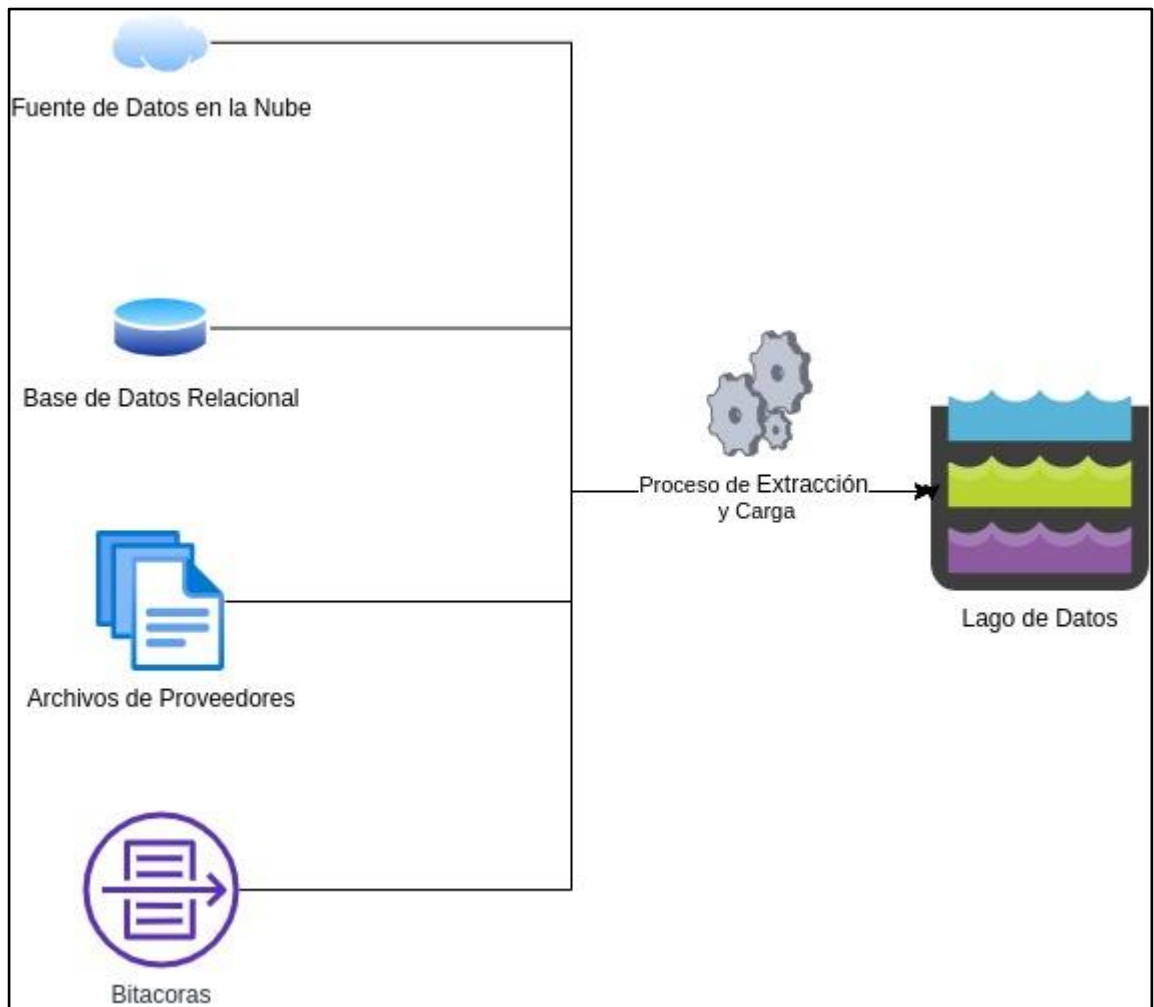 Fuente de Datos en la Nube
Base de Datos Relacional
Proceso de Extracción
y Carga
Lago de Datos
Archivos de Proveedores
Bitacoras